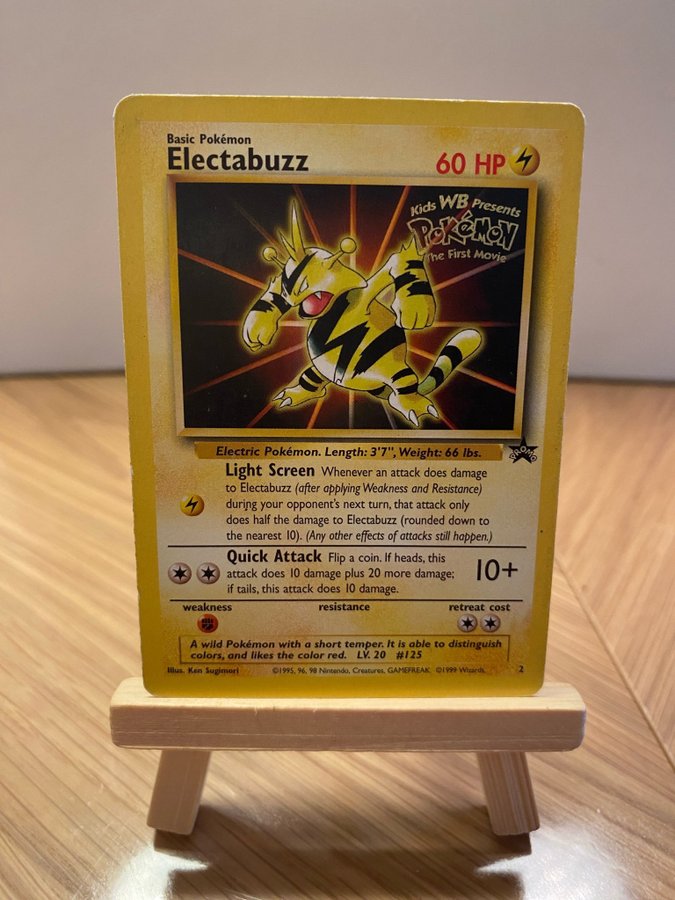 Basic Pokémon
Electabuzz
60 HP
Kids WB Presents
POKéMON
The First Movie
Electric Pokémon. Length: 3'7", Weight: 66 lbs.
PROMO
Light Screen Whenever an attack does damage
to Electabuzz (after applying Weakness and Resistance)
during your opponent's next turn, that attack only
does half the damage to Electabuzz (rounded down to
the nearest 10). (Any other effects of attacks still happen.)
Quick Attack Flip a coin. If heads, this
attack does 10 damage plus 20 more damage;
if tails, this attack does 10 damage.
10+
weakness resistance retreat cost
A wild Pokémon with a short temper. It is able to distinguish
colors, and likes the color red. LV. 20 #125
Illus. Ken Sugimori ©1995, 96, 98 Nintendo, Creatures, GAMEFREAK. ©1999 Wizards. 2